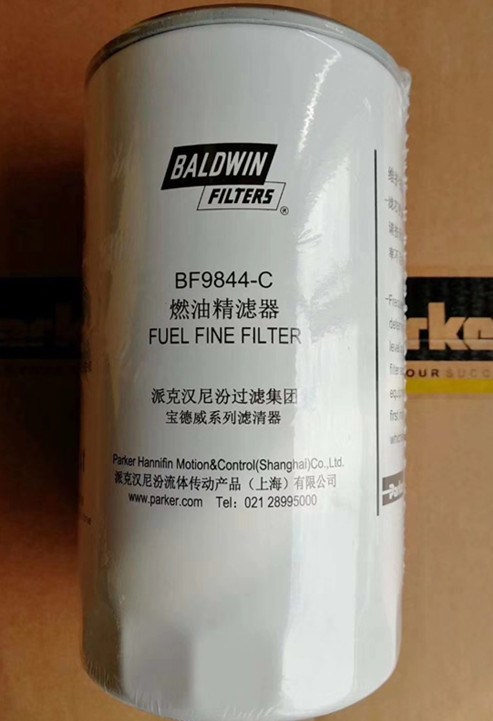 BALDWIN
FILTERS
®
BF9844-C
燃油精滤器
FUEL FINE FILTER
派克汉尼汾过滤集团
宝德威系列滤清器
Parker Hannifin Motion&Control(Shanghai)Co.,Ltd.
派克汉尼汾流体传动产品（上海）有限公司
www.parker.com Tel: 021 28995000
arke
OUR SUCC